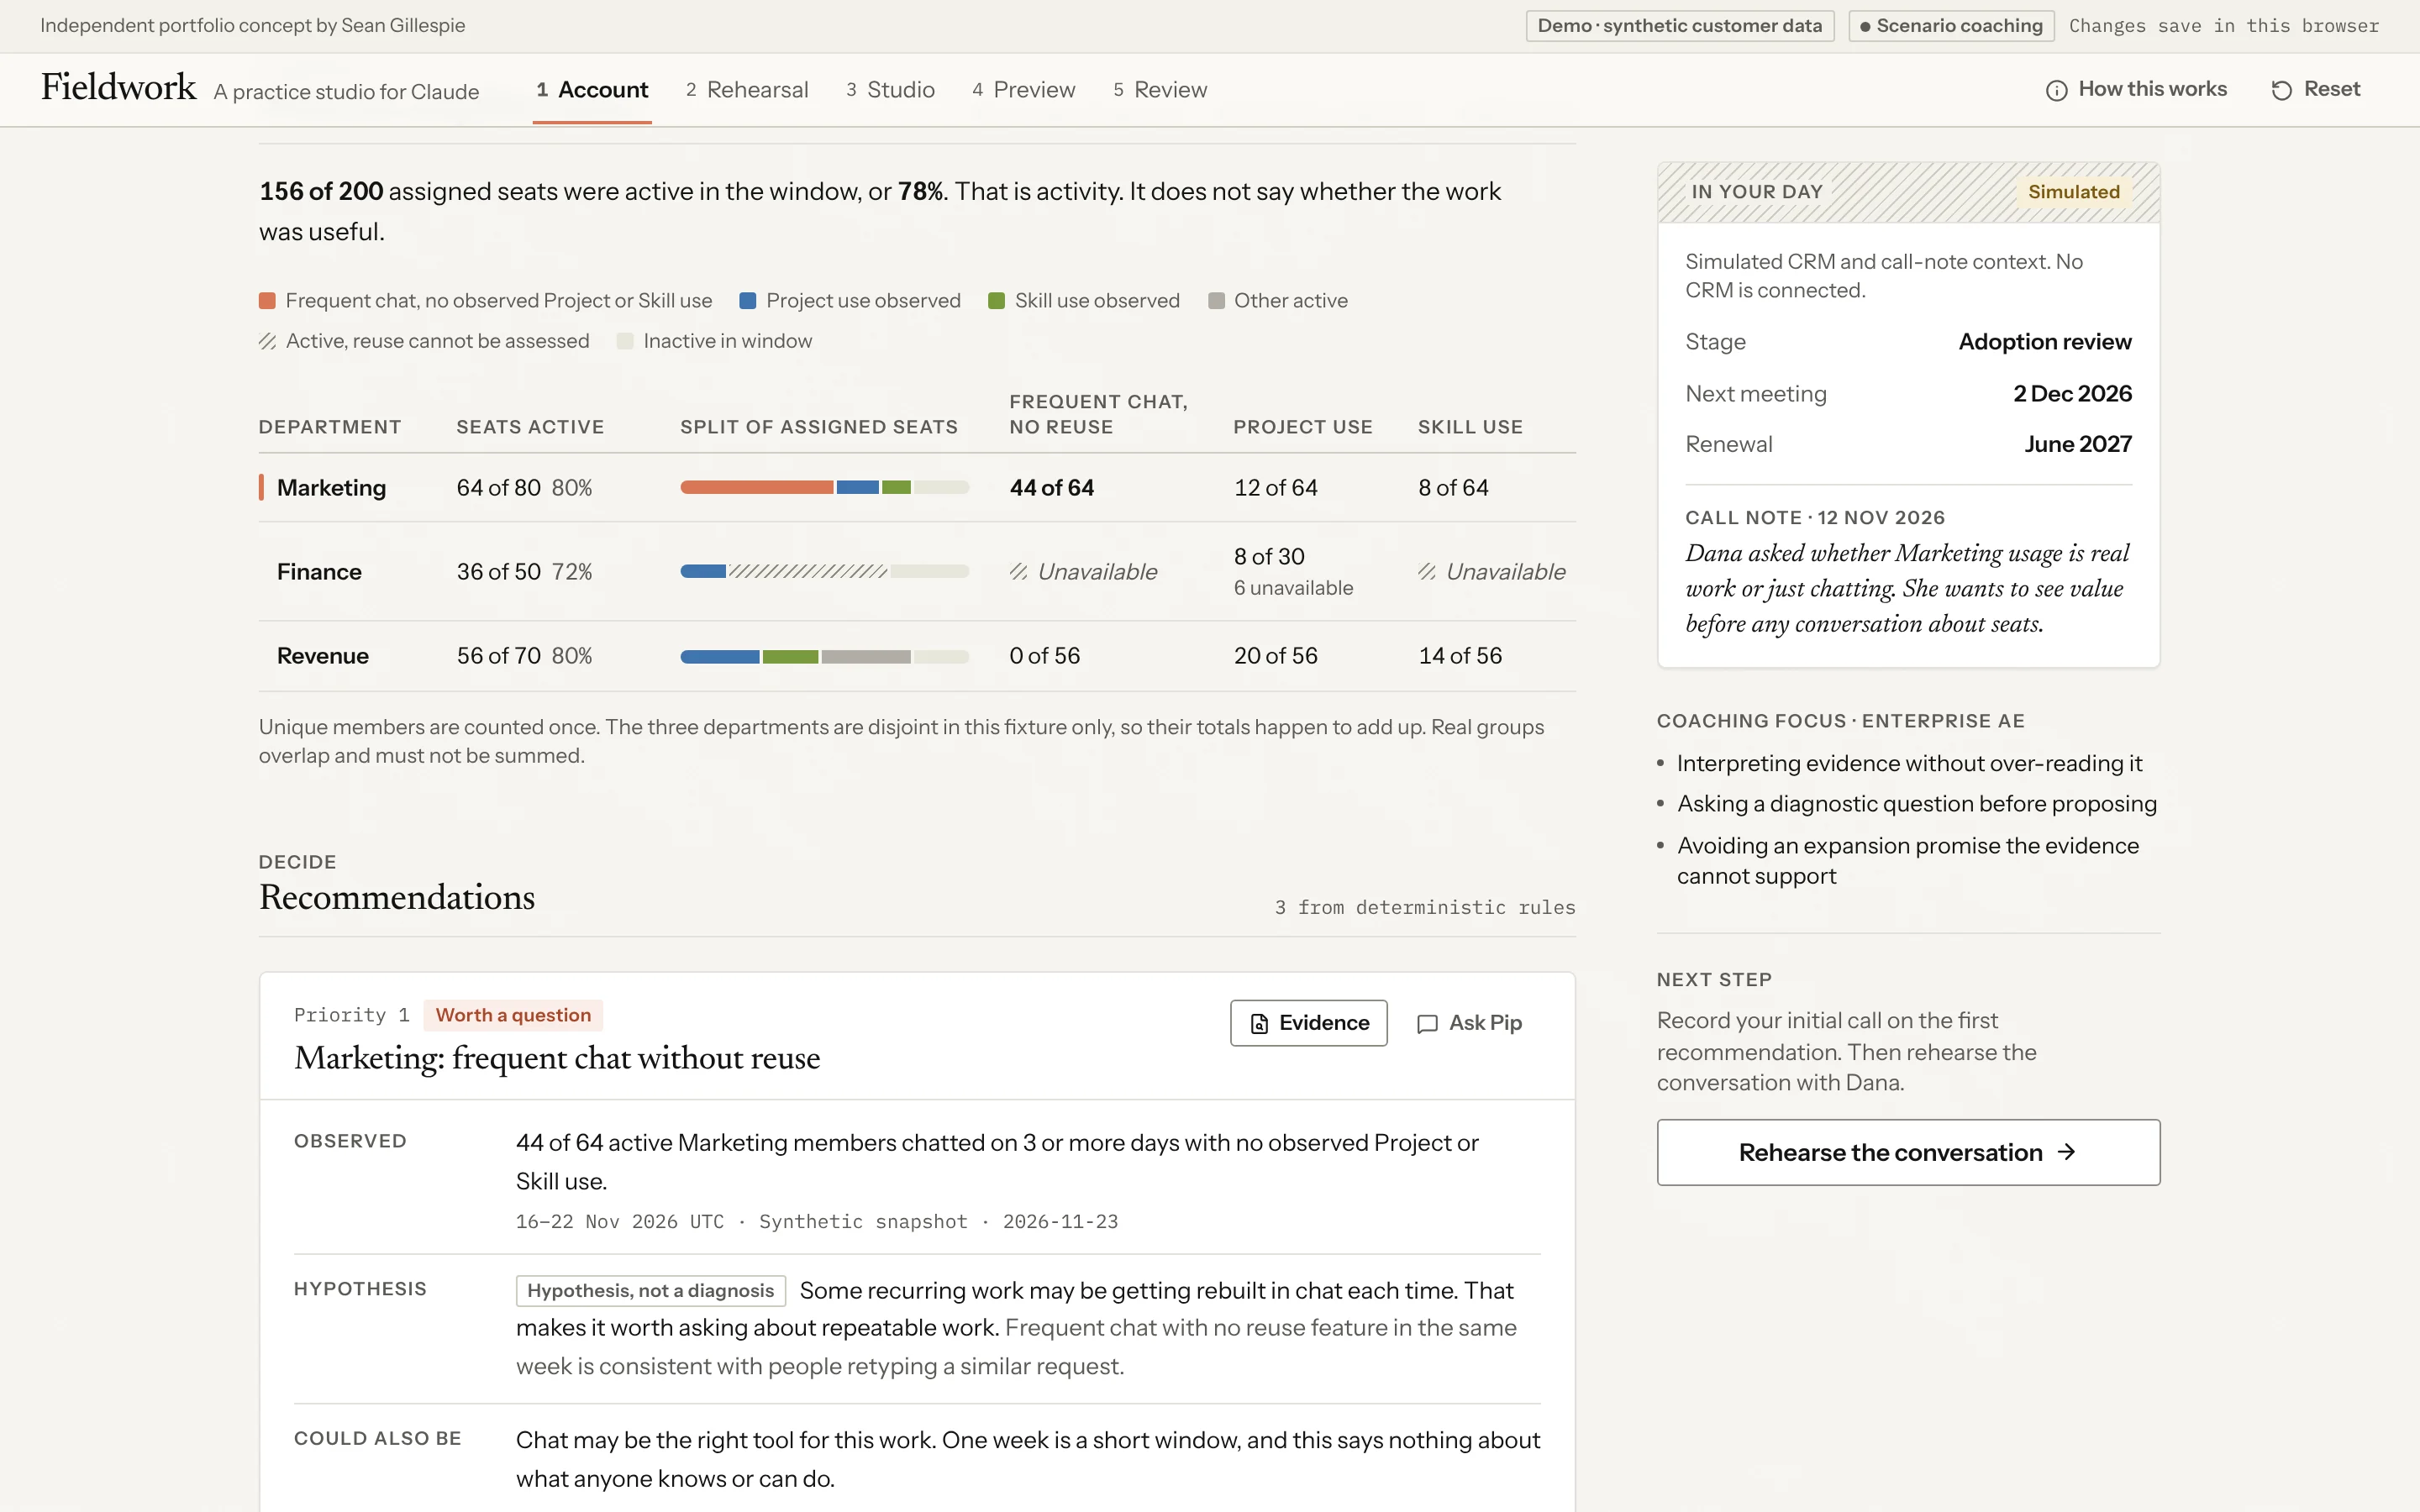 Independent portfolio concept by Sean Gillespie
Demo · synthetic customer data
Scenario coaching
Changes save in this browser
Fieldwork
A practice studio for Claude
1 Account
2 Rehearsal
3 Studio
4 Preview
5 Review
How this works
Reset
156 of 200 assigned seats were active in the window, or 78%. That is activity. It does not say whether the work
was useful.
Frequent chat, no observed Project or Skill use
Project use observed
Skill use observed
Other active
Active, reuse cannot be assessed
Inactive in window
DEPARTMENT
SEATS ACTIVE
SPLIT OF ASSIGNED SEATS
FREQUENT CHAT,
NO REUSE
PROJECT USE
SKILL USE
Marketing
64 of 80 80%
44 of 64
12 of 64
8 of 64
Finance
36 of 50 72%
Unavailable
8 of 30
6 unavailable
Unavailable
Revenue
56 of 70 80%
0 of 56
20 of 56
14 of 56
Unique members are counted once. The three departments are disjoint in this fixture only, so their totals happen to add up. Real groups
overlap and must not be summed.
DECIDE
Recommendations
3 from deterministic rules
Priority 1
Worth a question
Evidence
Ask Pip
Marketing: frequent chat without reuse
OBSERVED
44 of 64 active Marketing members chatted on 3 or more days with no observed Project or
Skill use.
16–22 Nov 2026 UTC · Synthetic snapshot · 2026-11-23
HYPOTHESIS
Hypothesis, not a diagnosis Some recurring work may be getting rebuilt in chat each time. That
makes it worth asking about repeatable work. Frequent chat with no reuse feature in the same
week is consistent with people retyping a similar request.
COULD ALSO BE
Chat may be the right tool for this work. One week is a short window, and this says nothing about
what anyone knows or can do.
IN YOUR DAY
Simulated
Simulated CRM and call-note context. No
CRM is connected.
Stage
Adoption review
Next meeting
2 Dec 2026
Renewal
June 2027
CALL NOTE · 12 NOV 2026
Dana asked whether Marketing usage is real
work or just chatting. She wants to see value
before any conversation about seats.
COACHING FOCUS · ENTERPRISE AE
• Interpreting evidence without over-reading it
• Asking a diagnostic question before proposing
• Avoiding an expansion promise the evidence
cannot support
NEXT STEP
Record your initial call on the first
recommendation. Then rehearse the
conversation with Dana.
Rehearse the conversation →